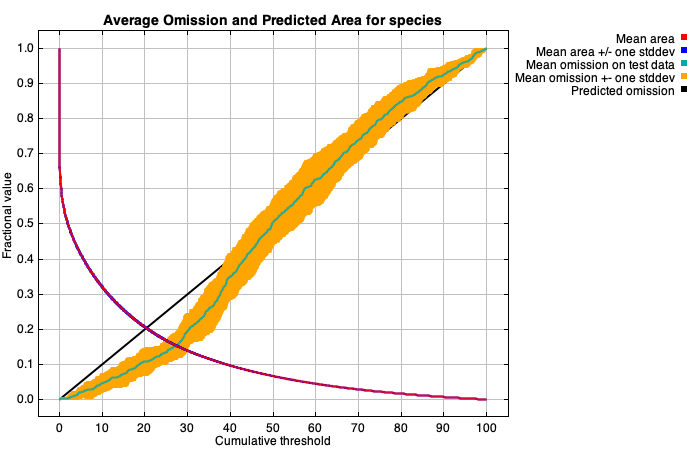 Average Omission and Predicted Area for species
Mean area
Mean area +/- one stddev
Mean omission on test data
Mean omission +- one stddev
Predicted omission
1.0
0.9
0.8
0.7
0.6
0.5
0.4
0.3
0.2
0.1
0.0
Fractional value
0 10 20 30 40 50 60 70 80 90 100
Cumulative threshold